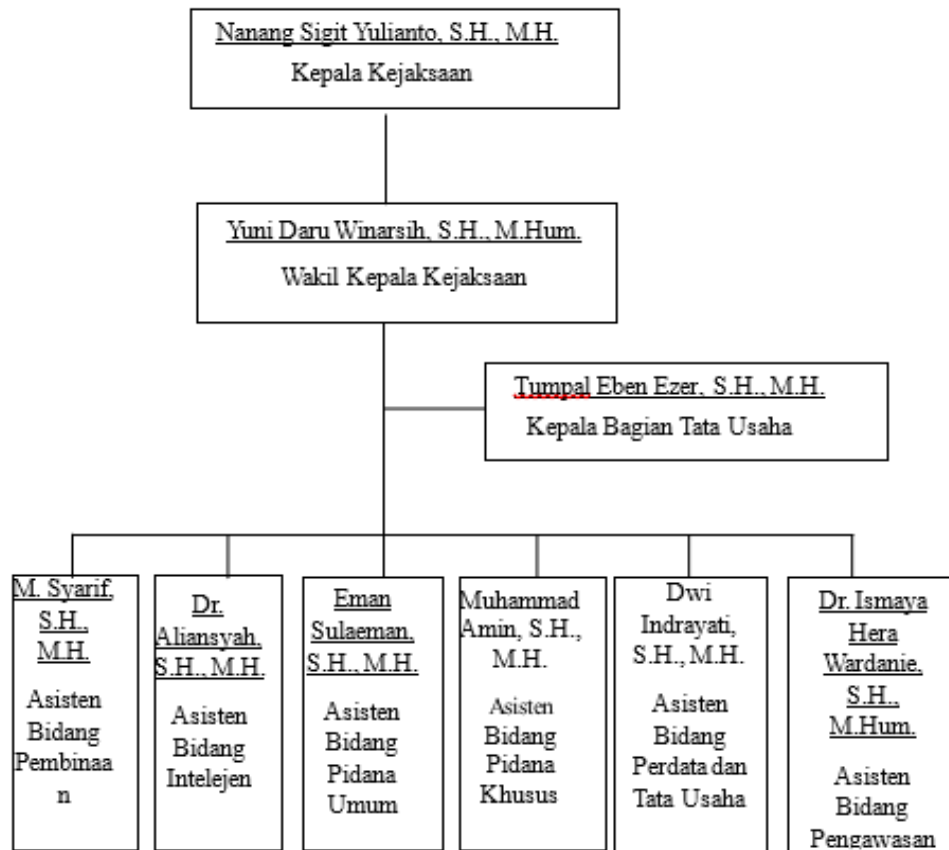 Nanang Sigit Yulianto, S.H., M.H.
Kepala Kejaksaan
Yuni Daru Winarsih, S.H., M.Hum.
Wakil Kepala Kejaksaan
Tumpal Eben Ezer, S.H., M.H.
Kepala Bagian Tata Usaha
M. Syarif,
S.H.,
M.H.
Asisten
Bidang
Pembinaa
n
Dr.
Aliansyah,
S.H., M.H.
Asisten
Bidang
Intelejen
Eman
Sulaeman,
S.H., M.H.
Asisten
Bidang
Pidana
Umum
Muhammad
Amin, S.H.,
M.H.
Asisten
Bidang
Pidana
Khusus
Dwi
Indrayati,
S.H., M.H.
Asisten
Bidang
Perdata dan
Tata Usaha
Dr. Ismaya
Hera
Wardanie,
S.H.,
M.Hum.
Asisten
Bidang
Pengawasan